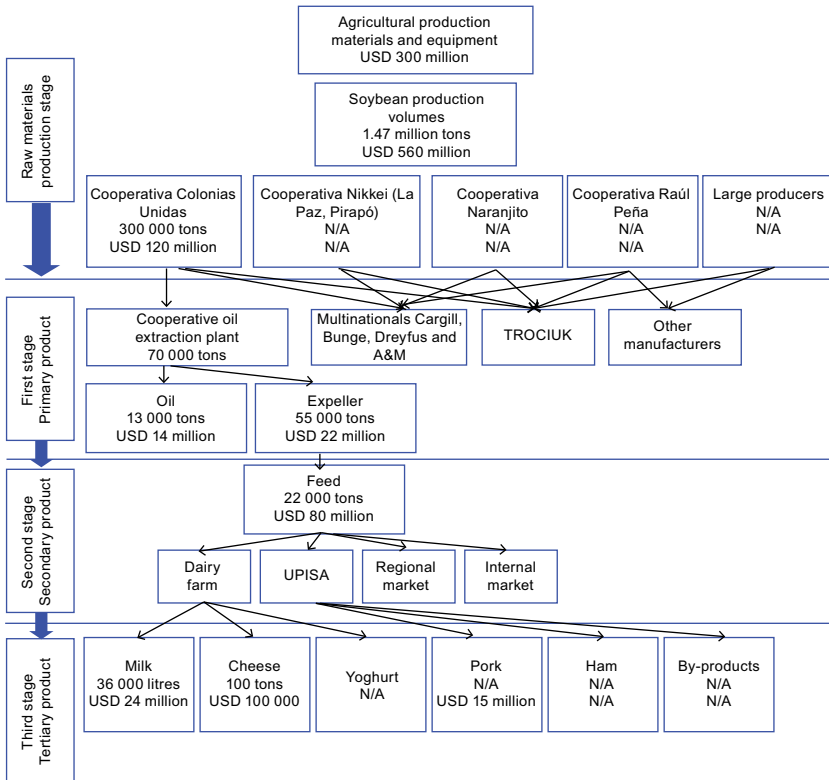 Agricultural production
materials and equipment
USD 300 million
Raw materials
production stage
Soybean production
volumes
1.47 million tons
USD 560 million
Cooperativa Colonias
Unidas
300 000 tons
USD 120 million
Cooperativa Nikkei (La
Paz, Pirapó)
N/A
N/A
Cooperativa
Naranjito
N/A
N/A
Cooperativa Raúl
Peña
N/A
N/A
Large producers
N/A
N/A
First stage
Primary product
Cooperative oil
extraction plant
70 000 tons
Multinationals Cargill,
Bunge, Dreyfus and
A&M
TROCIUK
Other
manufacturers
Oil
13 000 tons
USD 14 million
Expeller
55 000 tons
USD 22 million
Second stage
Secondary product
Feed
22 000 tons
USD 80 million
Dairy
farm
UPISA
Regional
market
Internal
market
Third stage
Tertiary product
Milk
36 000 litres
USD 24 million
Cheese
100 tons
USD 100 000
Yoghurt
N/A
Pork
N/A
USD 15 million
Ham
N/A
N/A
By-products
N/A
N/A